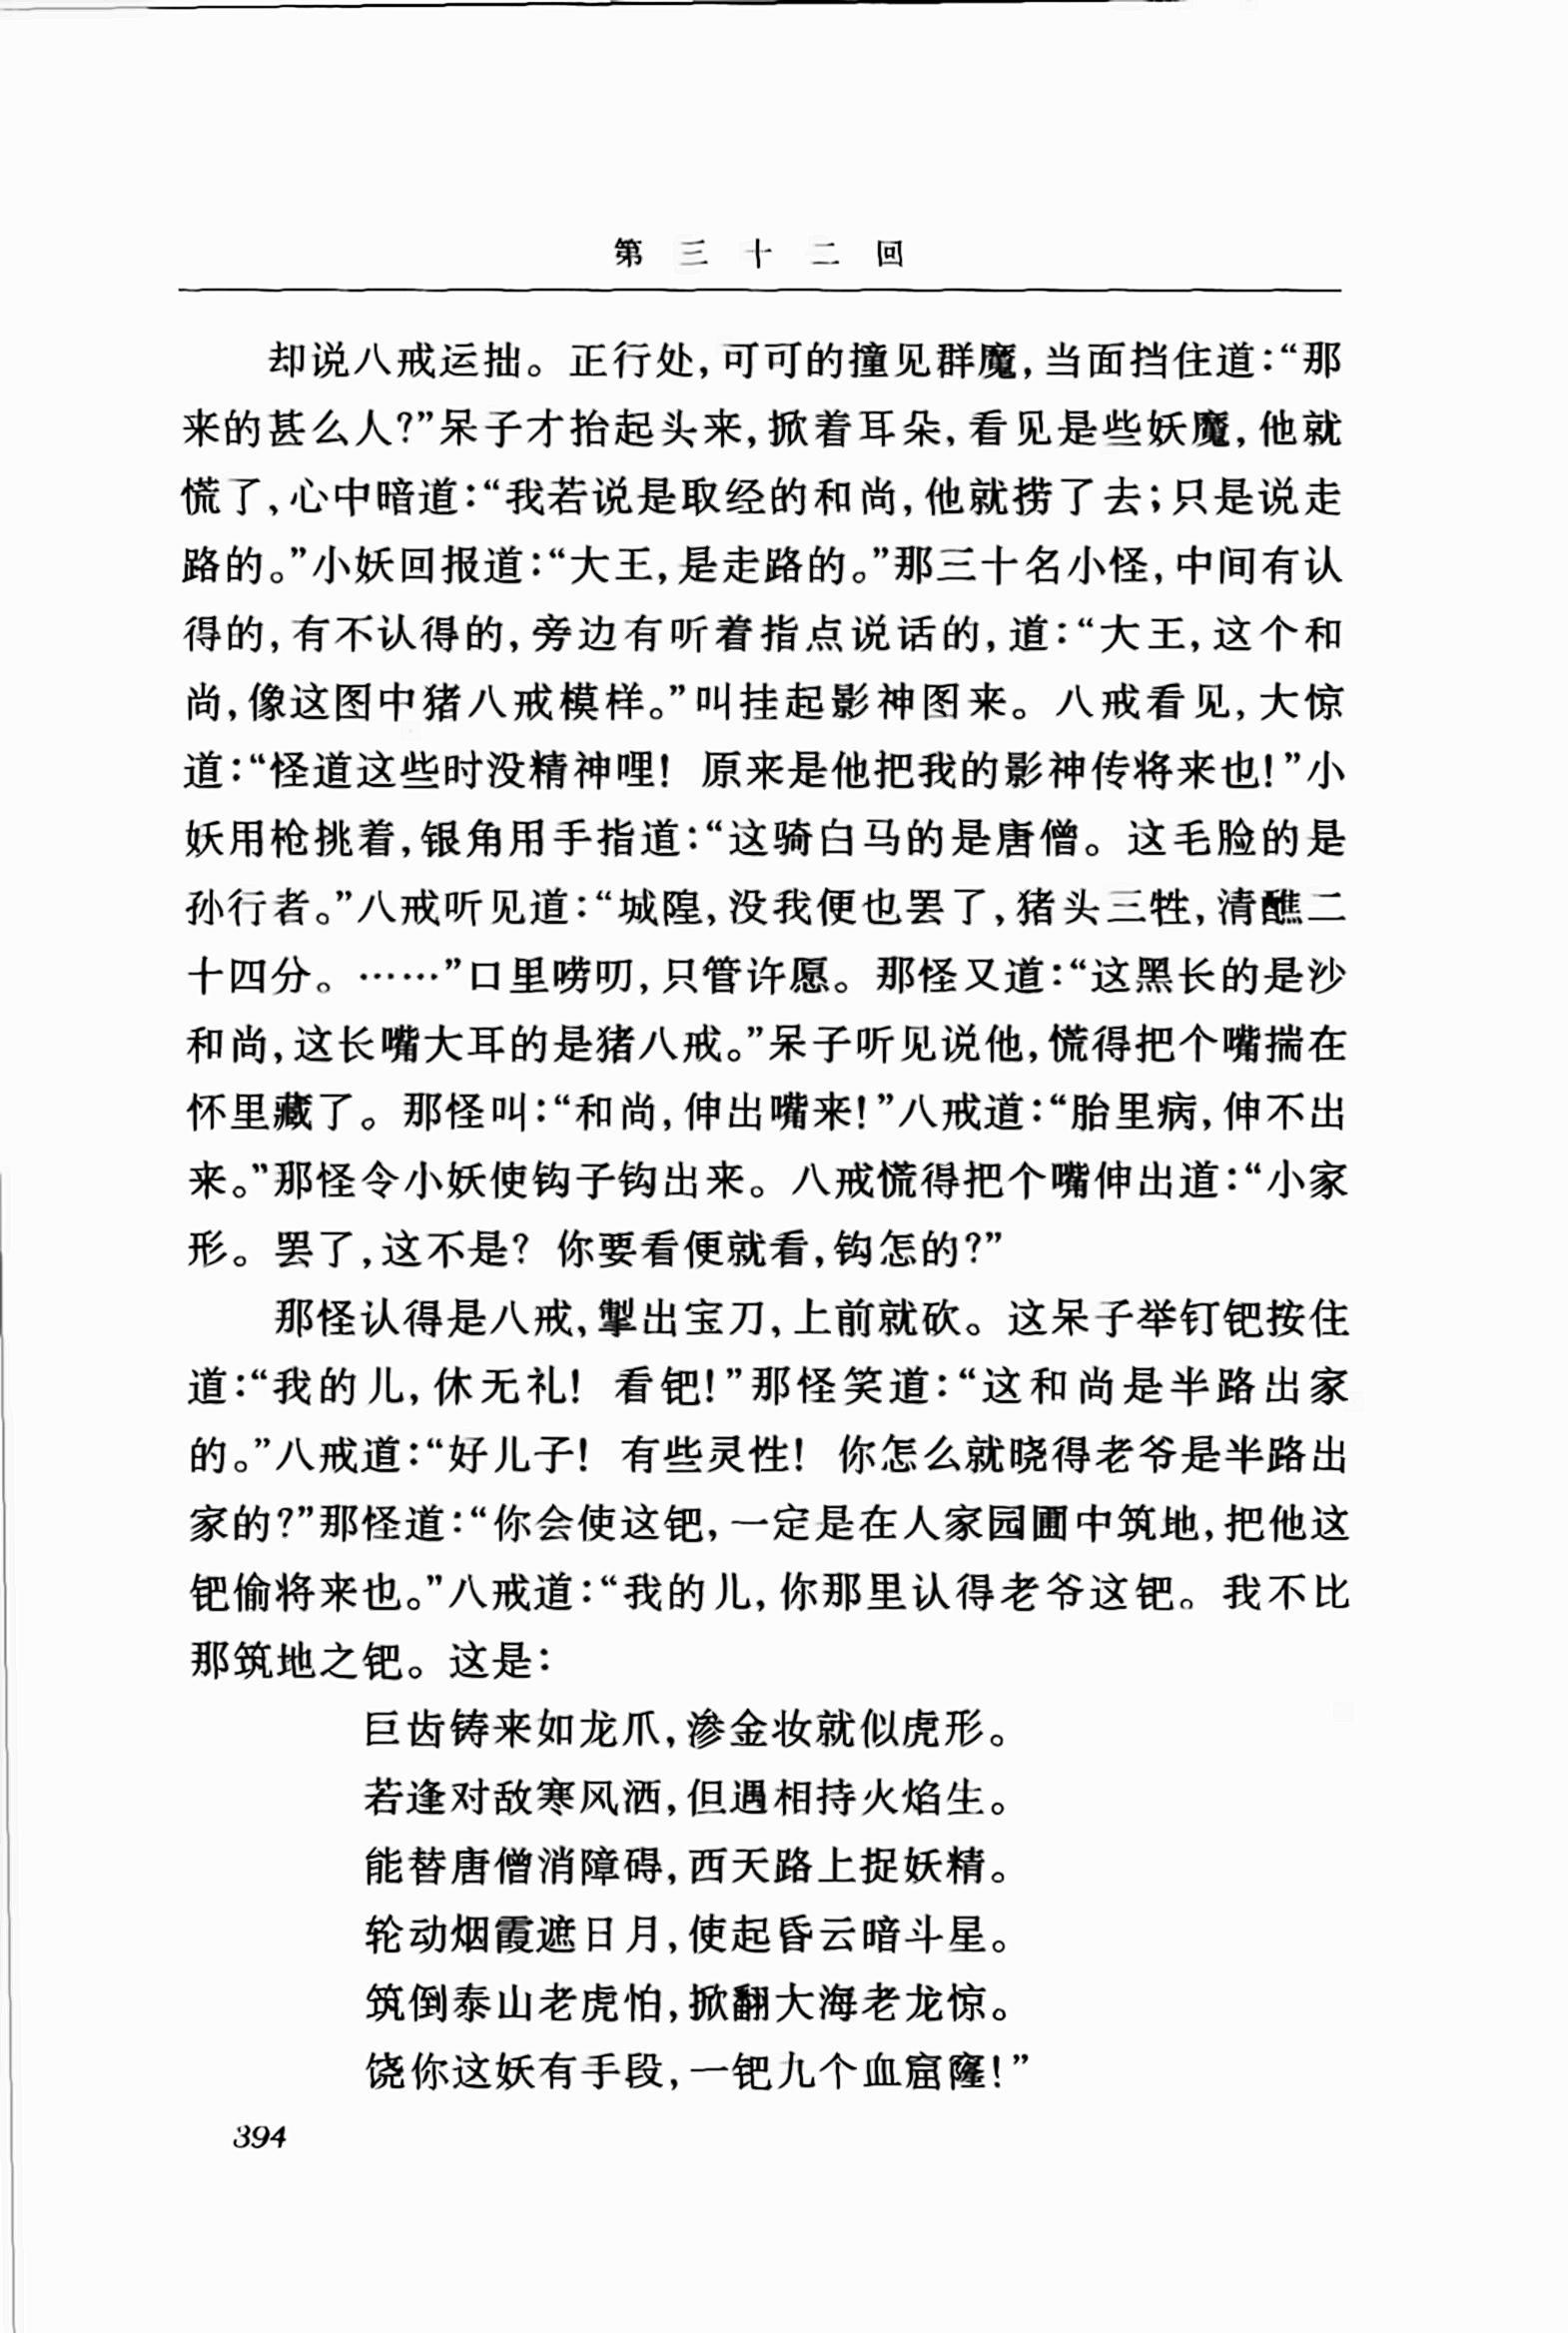 第三十二回
却说八戒运拙。正行处,可可的撞见群魔,当面挡住道:“那
来的甚么人?”呆子才抬起头来,掀着耳朵,看见是些妖魔,他就
慌了,心中暗道:“我若说是取经的和尚,他就捞了去;只是说走
路的。”小妖回报道:“大王,是走路的。”那三十名小怪,中间有认
得的,有不认得的,旁边有听着指点说话的,道:“大王,这个和
尚,像这图中猪八戒模样。”叫挂起影神图来。八戒看见,大惊
道:“怪道这些时没精神哩! 原来是他把我的影神传将来也!”小
妖用枪挑着,银角用手指道:“这骑白马的是唐僧。这毛脸的是
孙行者。”八戒听见道:“城隍,没我便也罢了,猪头三牲,清醮二
十四分。……”口里唠叨,只管许愿。那怪又道:“这黑长的是沙
和尚,这长嘴大耳的是猪八戒。”呆子听见说他,慌得把个嘴揣在
怀里藏了。那怪叫:“和尚,伸出嘴来!”八戒道:“胎里病,伸不出
来。”那怪令小妖使钩子钩出来。八戒慌得把个嘴伸出道:“小家
形。罢了,这不是? 你要看便就看,钩怎的?”
那怪认得是八戒,掣出宝刀,上前就砍。这呆子举钉钯按住
道:“我的儿,休无礼! 看钯!”那怪笑道:“这和尚是半路出家
的。”八戒道:“好儿子! 有些灵性! 你怎么就晓得老爷是半路出
家的?”那怪道:“你会使这钯,一定是在人家园圃中筑地,把他这
钯偷将来也。”八戒道:“我的儿,你那里认得老爷这钯。我不比
那筑地之钯。这是:
巨齿铸来如龙爪,渗金妆就似虎形。
若逢对敌寒风洒,但遇相持火焰生。
能替唐僧消障碍,西天路上捉妖精。
轮动烟霞遮日月,使起昏云暗斗星。
筑倒泰山老虎怕,掀翻大海老龙惊。
饶你这妖有手段,一钯九个血窟窿!”
394